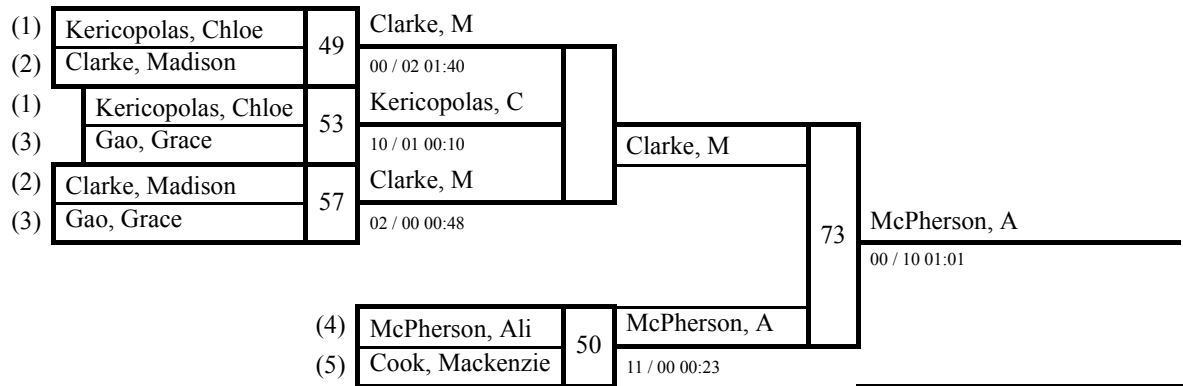 (1) Kericopolas, Chloe 49 Clarke, M
(2) Clarke, Madison 00 / 02 01:40
(1) Kericopolas, Chloe 53 Kericopolas, C
(3) Gao, Grace 10 / 01 00:10 Clarke, M
(2) Clarke, Madison 57 Clarke, M
(3) Gao, Grace 02 / 00 00:48
73 McPherson, A
00 / 10 01:01
(4) McPherson, Ali 50 McPherson, A
(5) Cook, Mackenzie 11 / 00 00:23